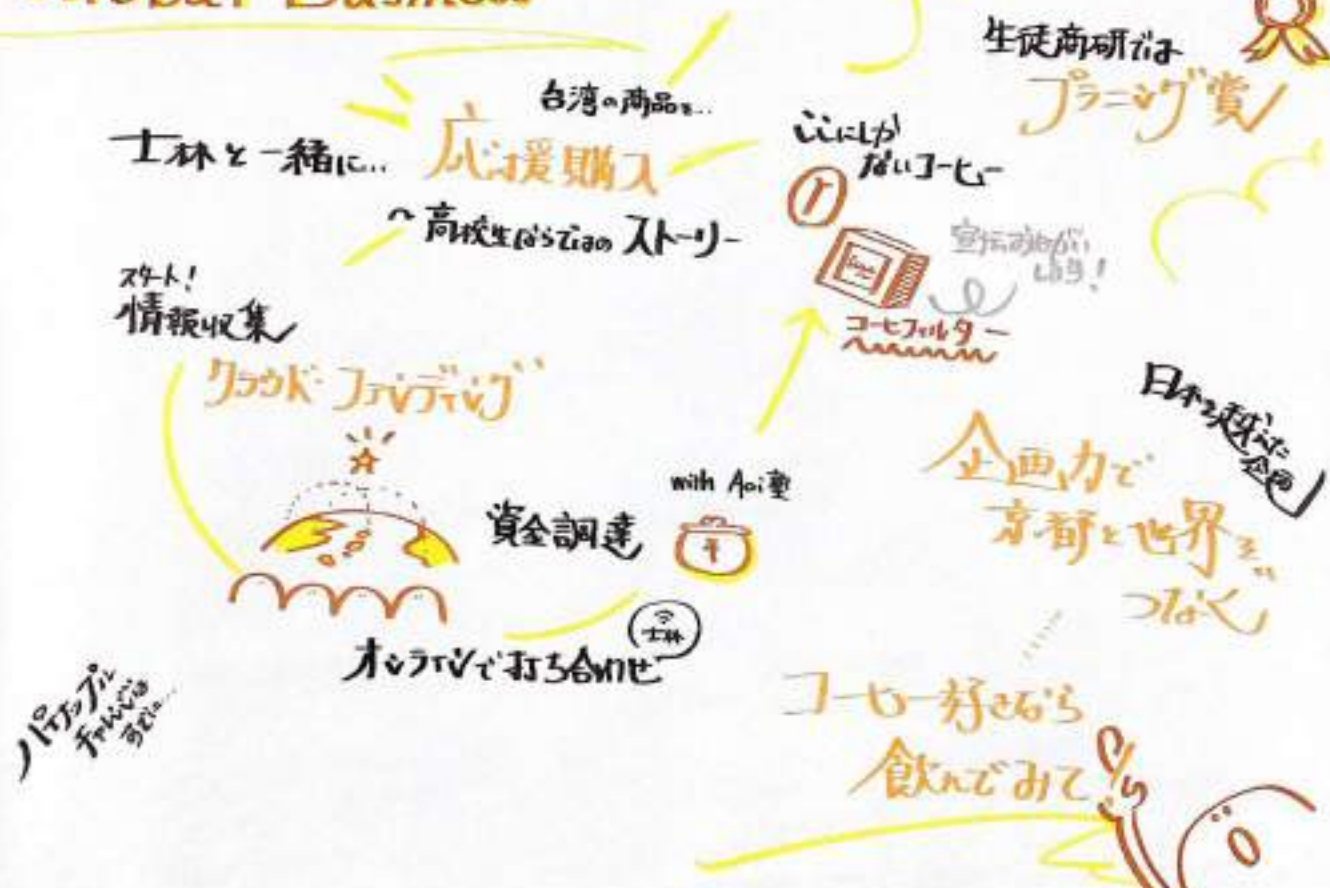 生徒商研では
プランニング賞
台湾の商品を...
士林と一緒に...
応援購入
〜高校生ならではのストーリー
ここにしか
ないコーヒー
宣伝おねがい
します!
コーヒフィルター
スタート!
情報収集
クラウドファンディング
日本を越えた
企画
企画力で
京都と世界を
つなぐ
with Aoi塾
資金調達
士林
オンラインで打ち合わせ
パイナップル
チャレンジは
すでに...
コーヒー好きなら
飲んでみて